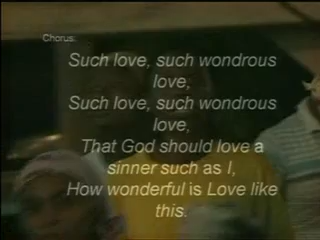 Chorus:
Such love, such wondrous
love,
Such love, such wondrous
love,
That God should love a
sinner such as I,
How wonderful is Love like
this.